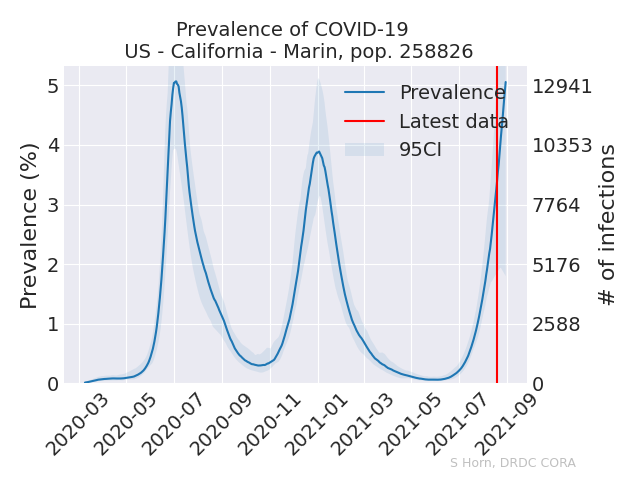 Prevalence of COVID-19
US - California - Marin, pop. 258826
Prevalence
Latest data
95CI
Prevalence (%)
5
4
3
2
1
0
12941
10353
7764
5176
2588
0
# of infections
2020-03
2020-05
2020-07
2020-09
2020-11
2021-01
2021-03
2021-05
2021-07
2021-09
S Horn, DRDC CORA